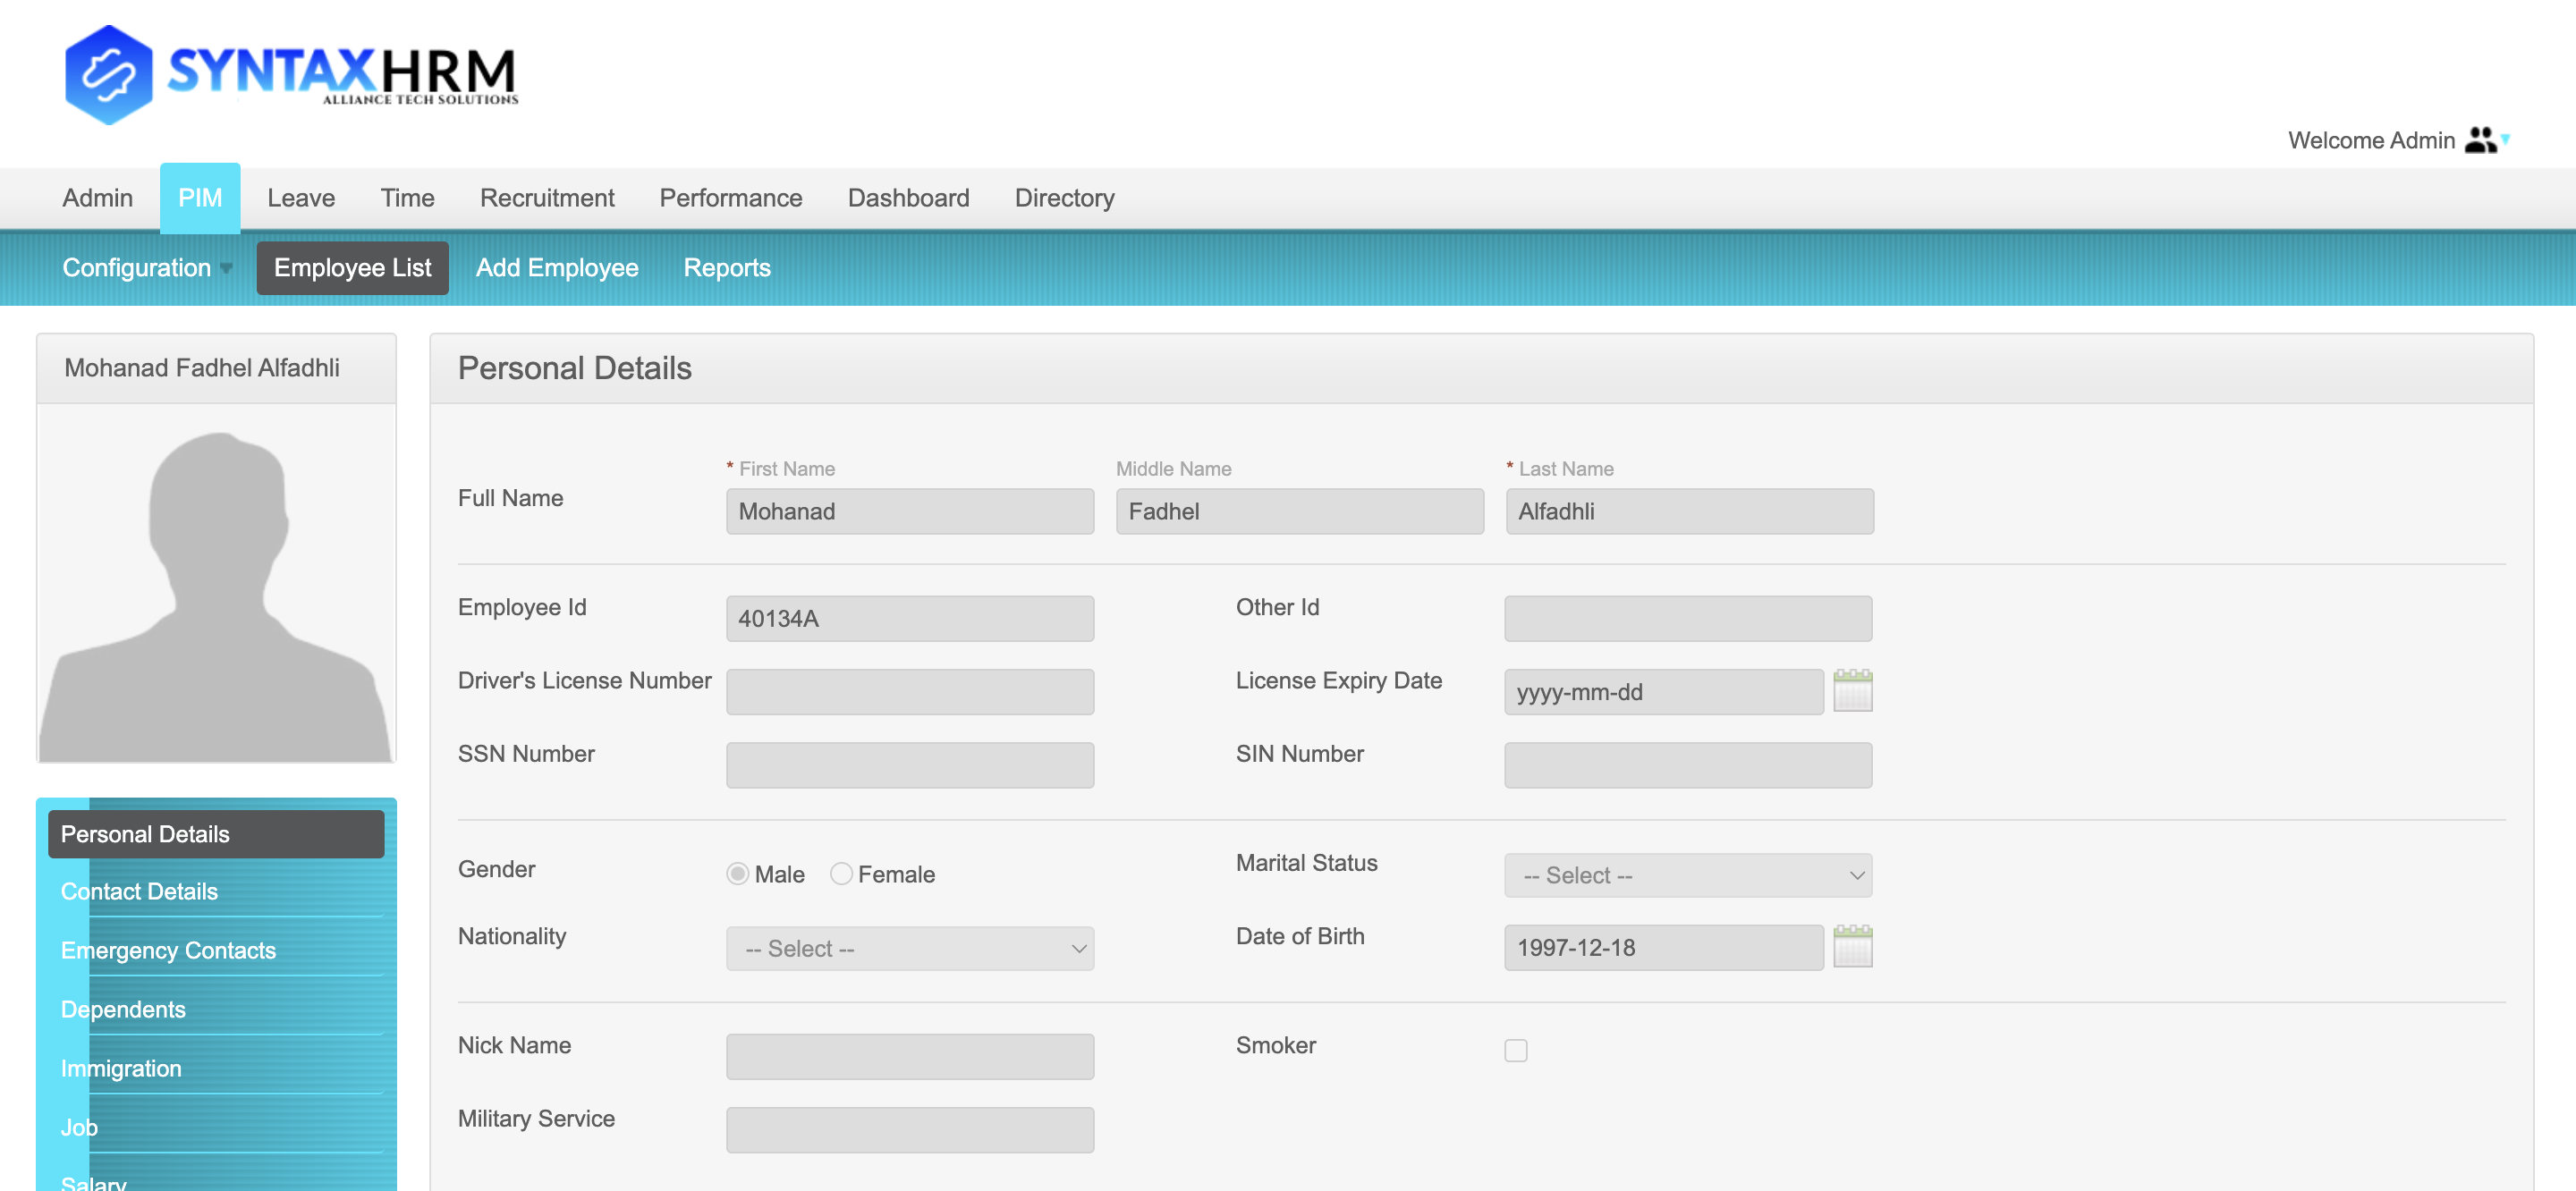 SYNTAXHRM
ALLIANCE TECH SOLUTIONS
Welcome Admin
Admin PIM Leave Time Recruitment Performance Dashboard Directory
Configuration Employee List Add Employee Reports
Mohanad Fadhel Alfadhli
Personal Details
* First Name Middle Name * Last Name
Full Name Mohanad Fadhel Alfadhli
Employee Id 40134A Other Id
Driver's License Number License Expiry Date yyyy-mm-dd
SSN Number SIN Number
Gender Male Female Marital Status -- Select --
Nationality -- Select -- Date of Birth 1997-12-18
Nick Name Smoker
Military Service
Personal Details
Contact Details
Emergency Contacts
Dependents
Immigration
Job
Salary